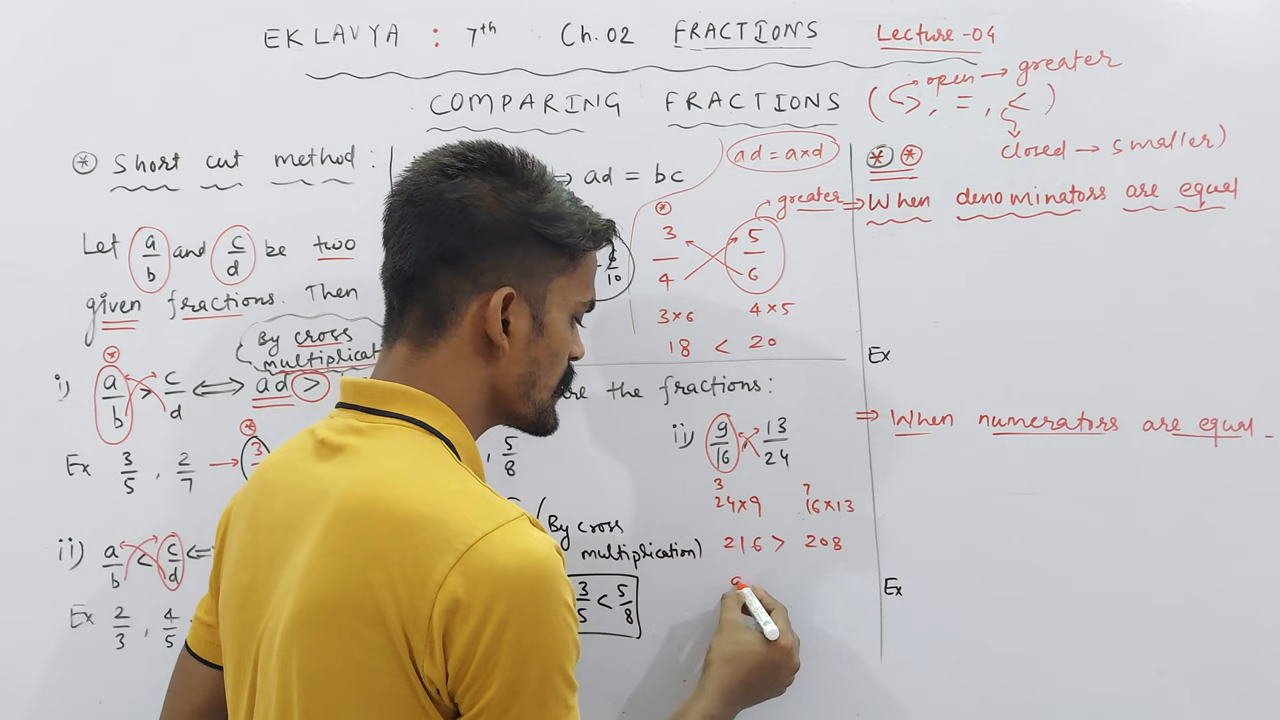 EKLAVYA : 7th Ch.02 FRACTIONS Lecture-04
COMPARING FRACTIONS ( >, =, < )
open → greater
closed → smaller)
* Short cut method :
Let a/b and c/d be two
given fractions. Then
By cross
multiplicat
i) a/b > c/d ⟺ ad >
Ex 3/5 , 2/7 → 3
ii) a/b < c/d ⟺
Ex 2/3 , 4/5
→ ad = bc
ad = a×d
10
*
3/4 5/6 greater
3×6 4×5
18 < 20
the fractions:
, 5/8
(By cross
multiplication)
3/5 < 5/8
ii) 9/16 13/24
24×9 16×13
216 > 208
9
* *
⇒ When denominators are equal
Ex
⇒ When numerators are equal
Ex